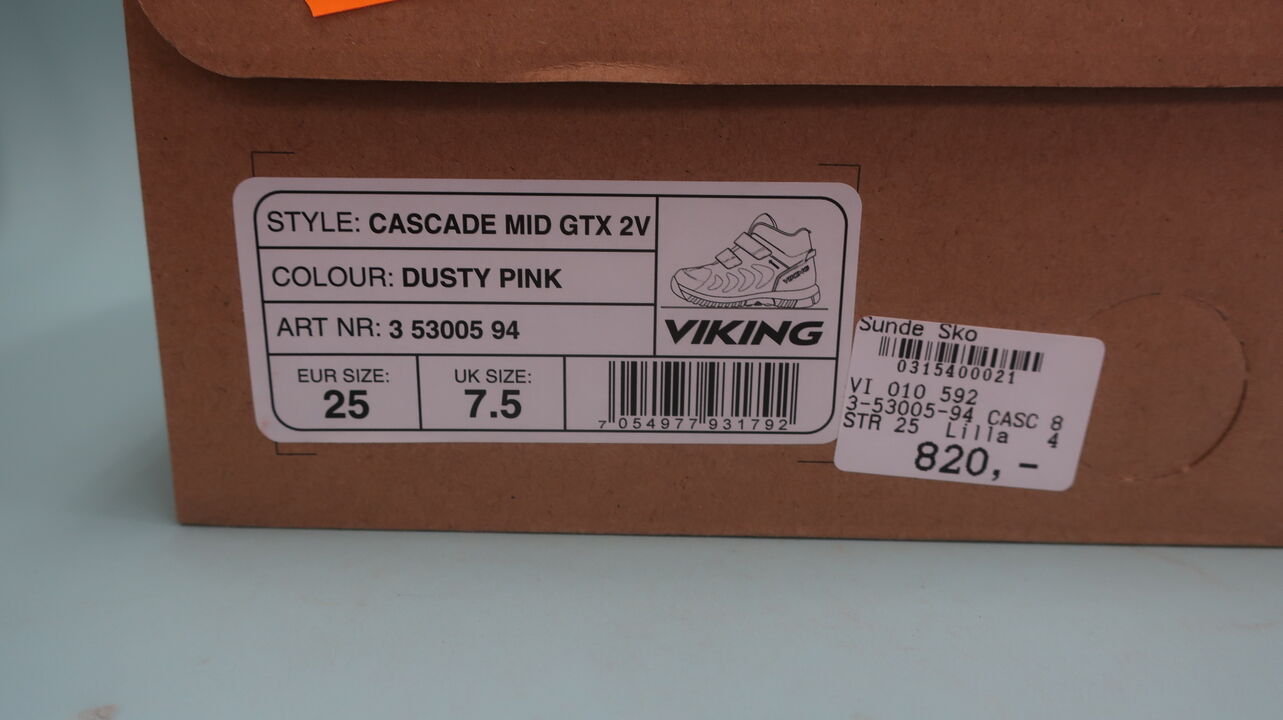 STYLE: CASCADE MID GTX 2V
COLOUR: DUSTY PINK
ART NR: 3 53005 94
VIKING
VIKING
EUR SIZE:
25
UK SIZE:
7.5
7 054977 931792
Sunde Sko
0315400021
VI 010 592
3-53005-94 CASC 8
STR 25 Lilla 4
820,-